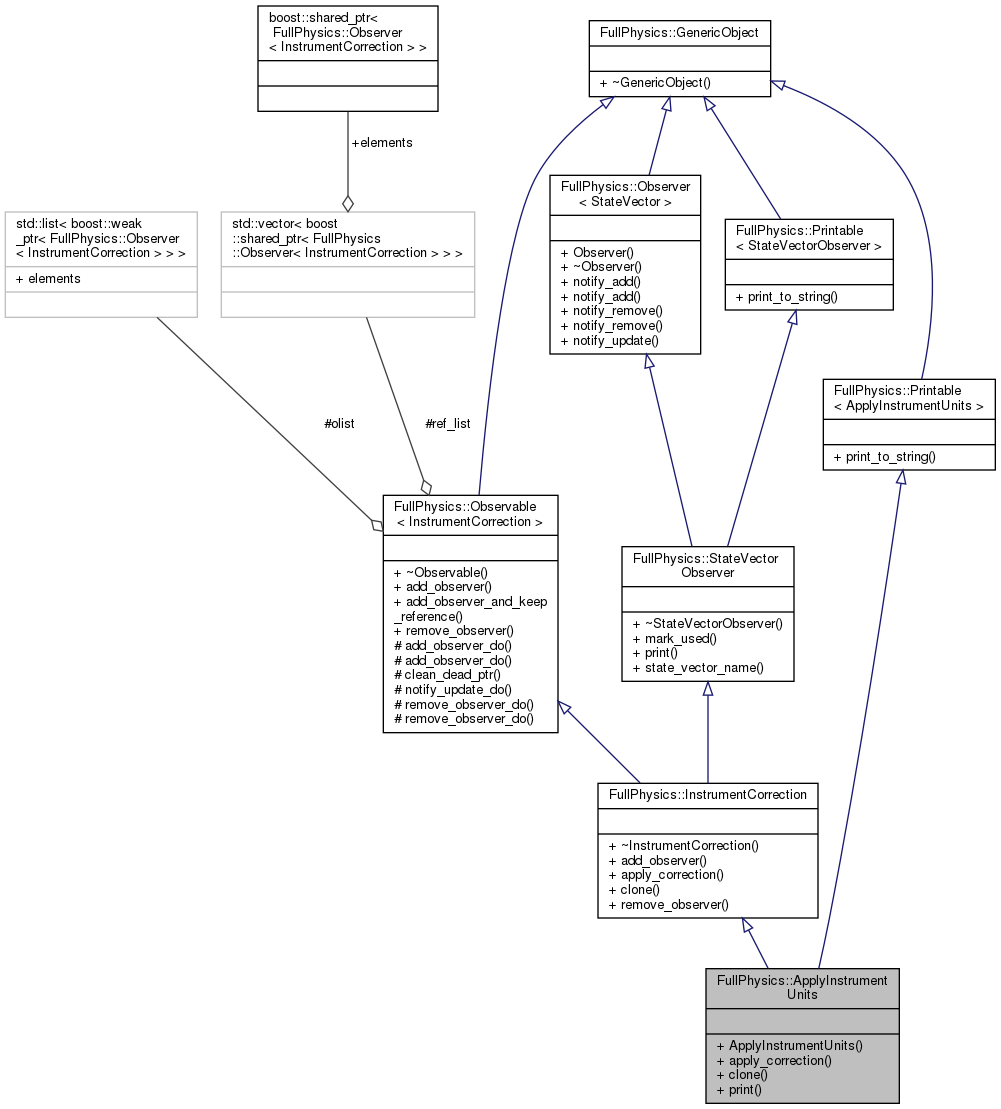 boost::shared_ptr<
FullPhysics::Observer
< InstrumentCorrection > >
FullPhysics::GenericObject
+ ~GenericObject()
+elements
FullPhysics::Observer
< StateVector >
+ Observer()
+ ~Observer()
+ notify_add()
+ notify_add()
+ notify_remove()
+ notify_remove()
+ notify_update()
std::list< boost::weak
_ptr< FullPhysics::Observer
< InstrumentCorrection > > >
+ elements
std::vector< boost
::shared_ptr< FullPhysics
::Observer< InstrumentCorrection > > >
FullPhysics::Printable
< StateVectorObserver >
+ print_to_string()
FullPhysics::Printable
< ApplyInstrumentUnits >
+ print_to_string()
#olist
#ref_list
FullPhysics::Observable
< InstrumentCorrection >
+ ~Observable()
+ add_observer()
+ add_observer_and_keep
_reference()
+ remove_observer()
# add_observer_do()
# add_observer_do()
# clean_dead_ptr()
# notify_update_do()
# remove_observer_do()
# remove_observer_do()
FullPhysics::StateVector
Observer
+ ~StateVectorObserver()
+ mark_used()
+ print()
+ state_vector_name()
FullPhysics::InstrumentCorrection
+ ~InstrumentCorrection()
+ add_observer()
+ apply_correction()
+ clone()
+ remove_observer()
FullPhysics::ApplyInstrument
Units
+ ApplyInstrumentUnits()
+ apply_correction()
+ clone()
+ print()